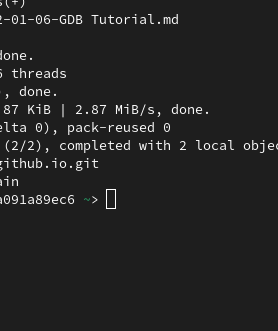 s(+)
2-01-06-GDB Tutorial.md
done.
6 threads
, done.
87 KiB | 2.87 MiB/s, done.
elta 0), pack-reused 0
(2/2), completed with 2 local objec
github.io.git
ain
a091a89ec6 ~>